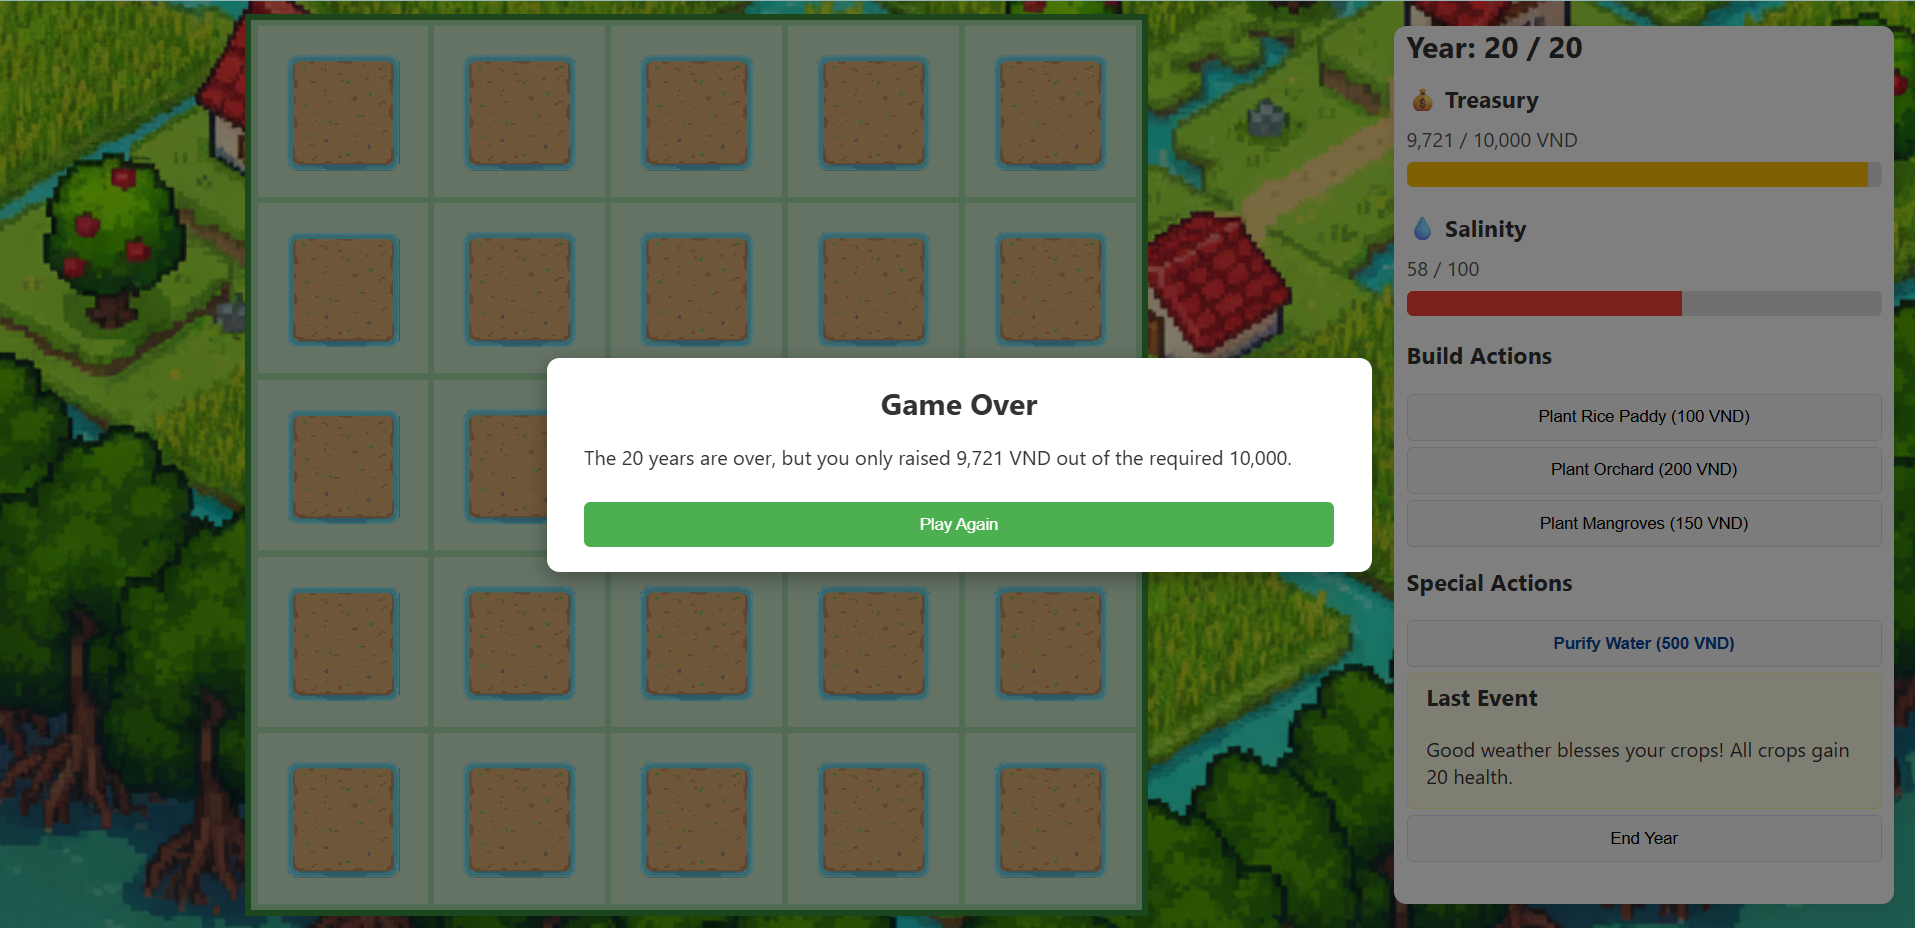 Year: 20 / 20
Treasury
9,721 / 10,000 VND
Salinity
58 / 100
Build Actions
Plant Rice Paddy (100 VND)
Plant Orchard (200 VND)
Plant Mangroves (150 VND)
Special Actions
Purify Water (500 VND)
Last Event
Good weather blesses your crops! All crops gain
20 health.
End Year
Game Over
The 20 years are over, but you only raised 9,721 VND out of the required 10,000.
Play Again